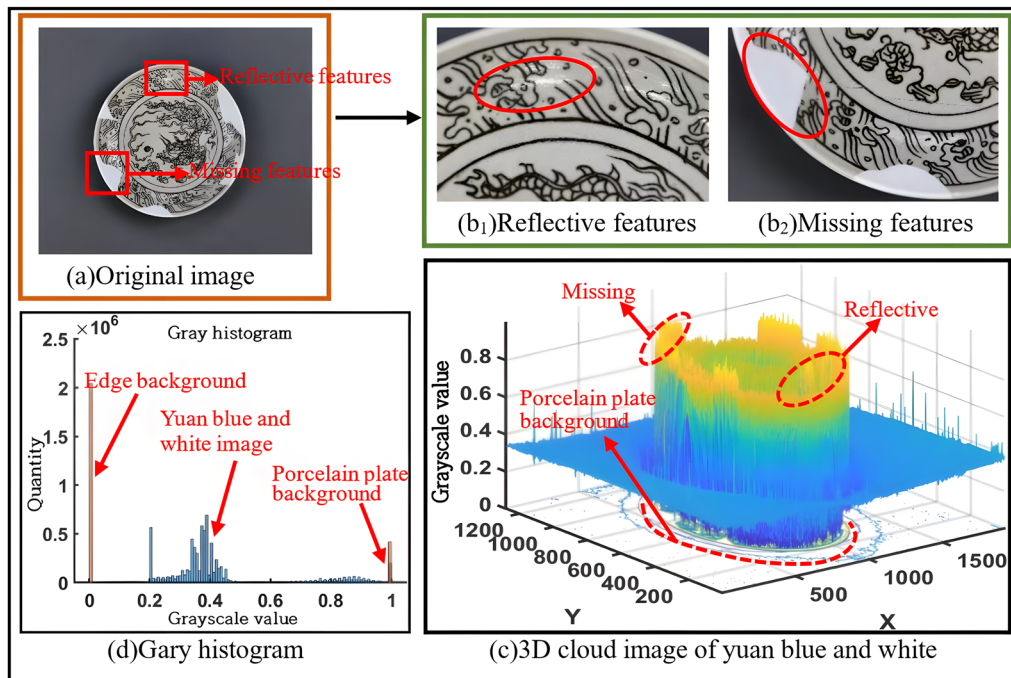 Reflective features
Missing features
(a)Original image
(b₁)Reflective features
(b₂)Missing features
×10⁶
Gray histogram
2.5
2
1.5
1
0.5
0
Quantity
Edge background
Yuan blue and
white image
Porcelain plate
background
0
0.2
0.4
0.6
0.8
1
Grayscale value
(d)Gary histogram
Missing
Reflective
Porcelain plate
background
Grayscale value
0.8
0.6
0.4
0.2
0
1200
1000
800
600
400
200
Y
500
1000
1500
X
(c)3D cloud image of yuan blue and white